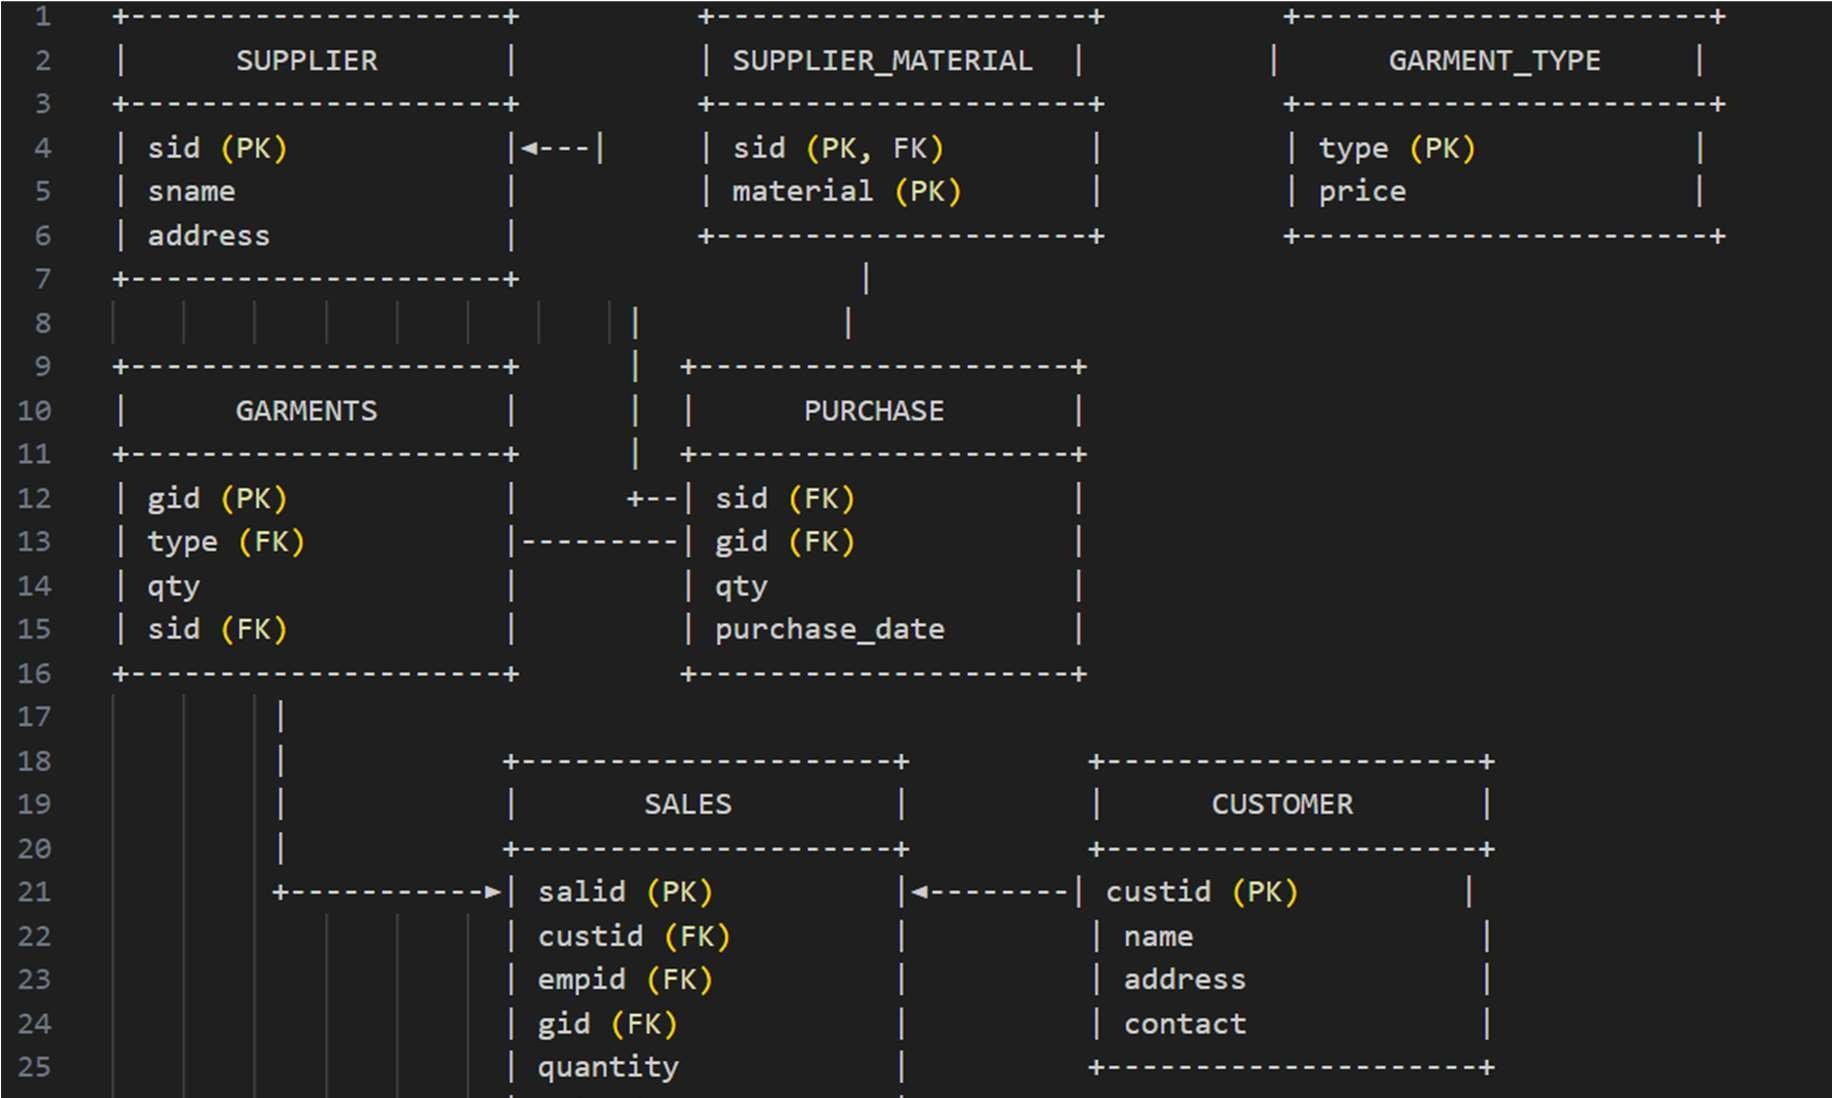 1 +---------------------+ +---------------------+ +-----------------------+
2 | SUPPLIER | | SUPPLIER_MATERIAL | | GARMENT_TYPE |
3 +---------------------+ +---------------------+ +-----------------------+
4 | sid (PK) |◄---| | sid (PK, FK) | | type (PK) |
5 | sname | | material (PK) | | price |
6 | address | +---------------------+ +-----------------------+
7 +---------------------+ |
8 | |
9 +---------------------+ | +---------------------+
10 | GARMENTS | | | PURCHASE |
11 +---------------------+ | +---------------------+
12 | gid (PK) | +--| sid (FK) |
13 | type (FK) |---------| gid (FK) |
14 | qty | | qty |
15 | sid (FK) | | purchase_date |
16 +---------------------+ +---------------------+
17 |
18 | +---------------------+ +---------------------+
19 | | SALES | | CUSTOMER |
20 | +---------------------+ +---------------------+
21 +-----------►| salid (PK) |◄--------| custid (PK) |
22 | custid (FK) | | name |
23 | empid (FK) | | address |
24 | gid (FK) | | contact |
25 | quantity | +---------------------+